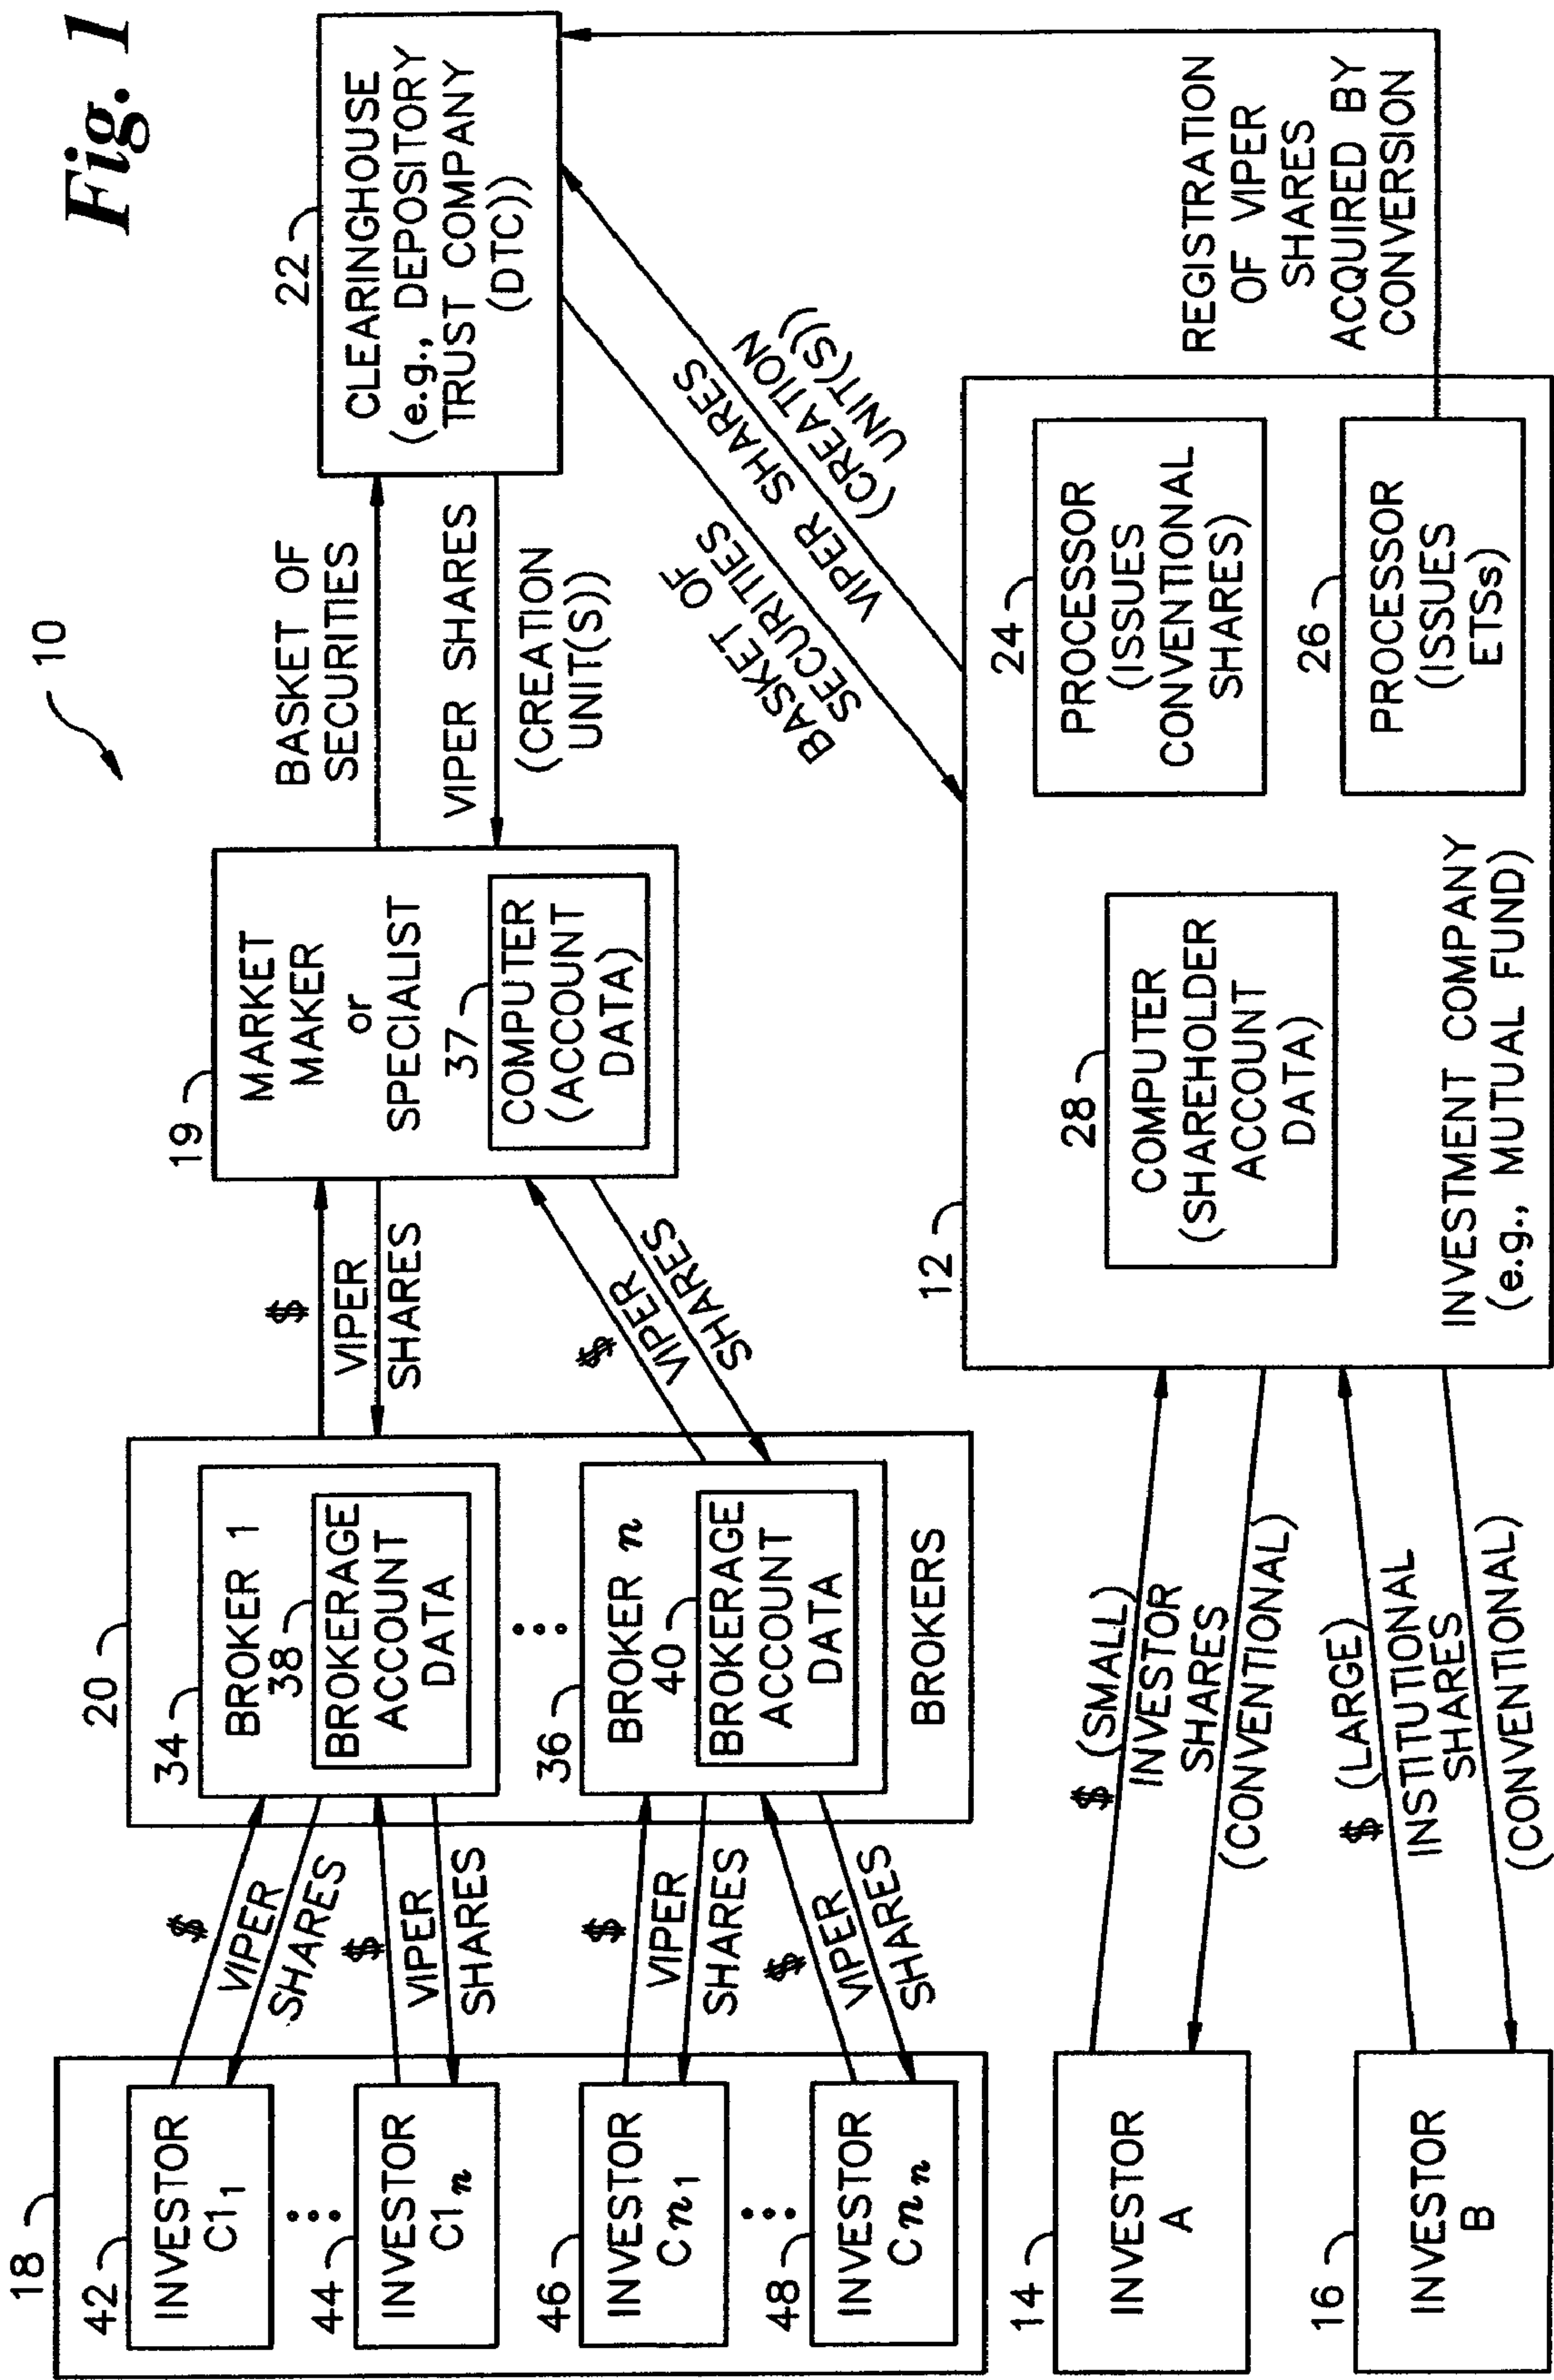 Fig. 1
10
18
42
INVESTOR
C1₁
44
INVESTOR
C1ₙ
46
INVESTOR
Cn₁
48
INVESTOR
Cnₙ
$
VIPER
SHARES
$
VIPER
SHARES
$
VIPER
SHARES
$
VIPER
SHARES
20
34
BROKER 1
38
BROKERAGE
ACCOUNT
DATA
36
BROKER n
40
BROKERAGE
ACCOUNT
DATA
BROKERS
$
VIPER
SHARES
$
VIPER
SHARES
19
MARKET
MAKER
or
SPECIALIST
37
COMPUTER
(ACCOUNT
DATA)
BASKET OF
SECURITIES
VIPER SHARES
(CREATION
UNIT(S))
22
CLEARINGHOUSE
(e.g., DEPOSITORY
TRUST COMPANY
(DTC))
BASKET OF
SECURITIES
VIPER SHARES
(CREATION
UNIT(S))
REGISTRATION
OF VIPER
SHARES
ACQUIRED BY
CONVERSION
14
INVESTOR
A
16
INVESTOR
B
$ (SMALL)
INVESTOR
SHARES
(CONVENTIONAL)
$ (LARGE)
INSTITUTIONAL
SHARES
(CONVENTIONAL)
12
28
COMPUTER
(SHAREHOLDER
ACCOUNT
DATA)
24
PROCESSOR
(ISSUES
CONVENTIONAL
SHARES)
26
PROCESSOR
(ISSUES
ETSs)
INVESTMENT COMPANY
(e.g., MUTUAL FUND)